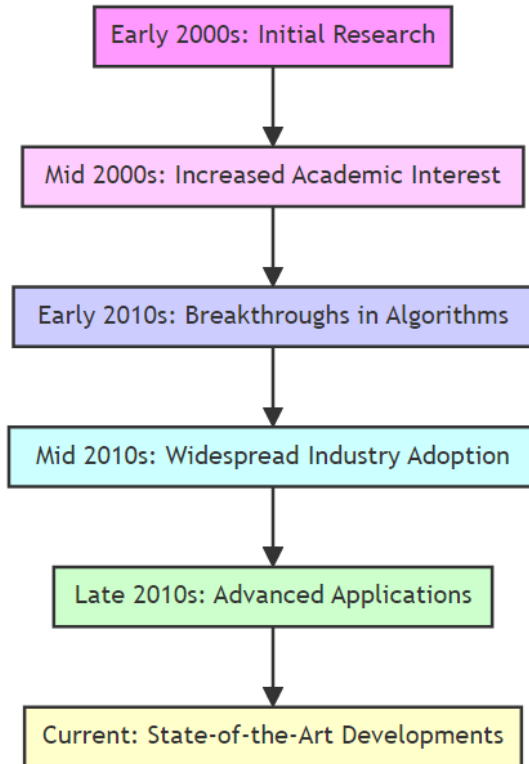 Early 2000s: Initial Research
Mid 2000s: Increased Academic Interest
Early 2010s: Breakthroughs in Algorithms
Mid 2010s: Widespread Industry Adoption
Late 2010s: Advanced Applications
Current: State-of-the-Art Developments